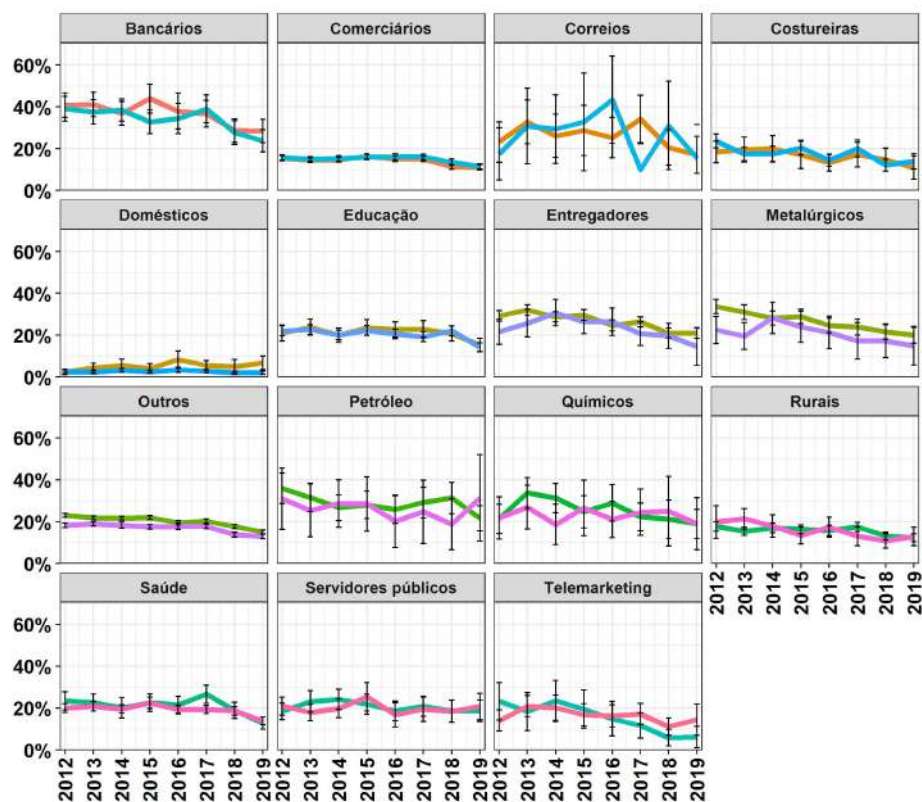 Bancários Comerciários Correios Costureiras
60%
40%
20%
0%
Domésticos Educação Entregadores Metalúrgicos
60%
40%
20%
0%
Outros Petróleo Químicos Rurais
60%
40%
20%
0%
2012 2013 2014 2015 2016 2017 2018 2019
Saúde Servidores públicos Telemarketing
60%
40%
20%
0%
2012 2013 2014 2015 2016 2017 2018 2019 2012 2013 2014 2015 2016 2017 2018 2019 2012 2013 2014 2015 2016 2017 2018 2019